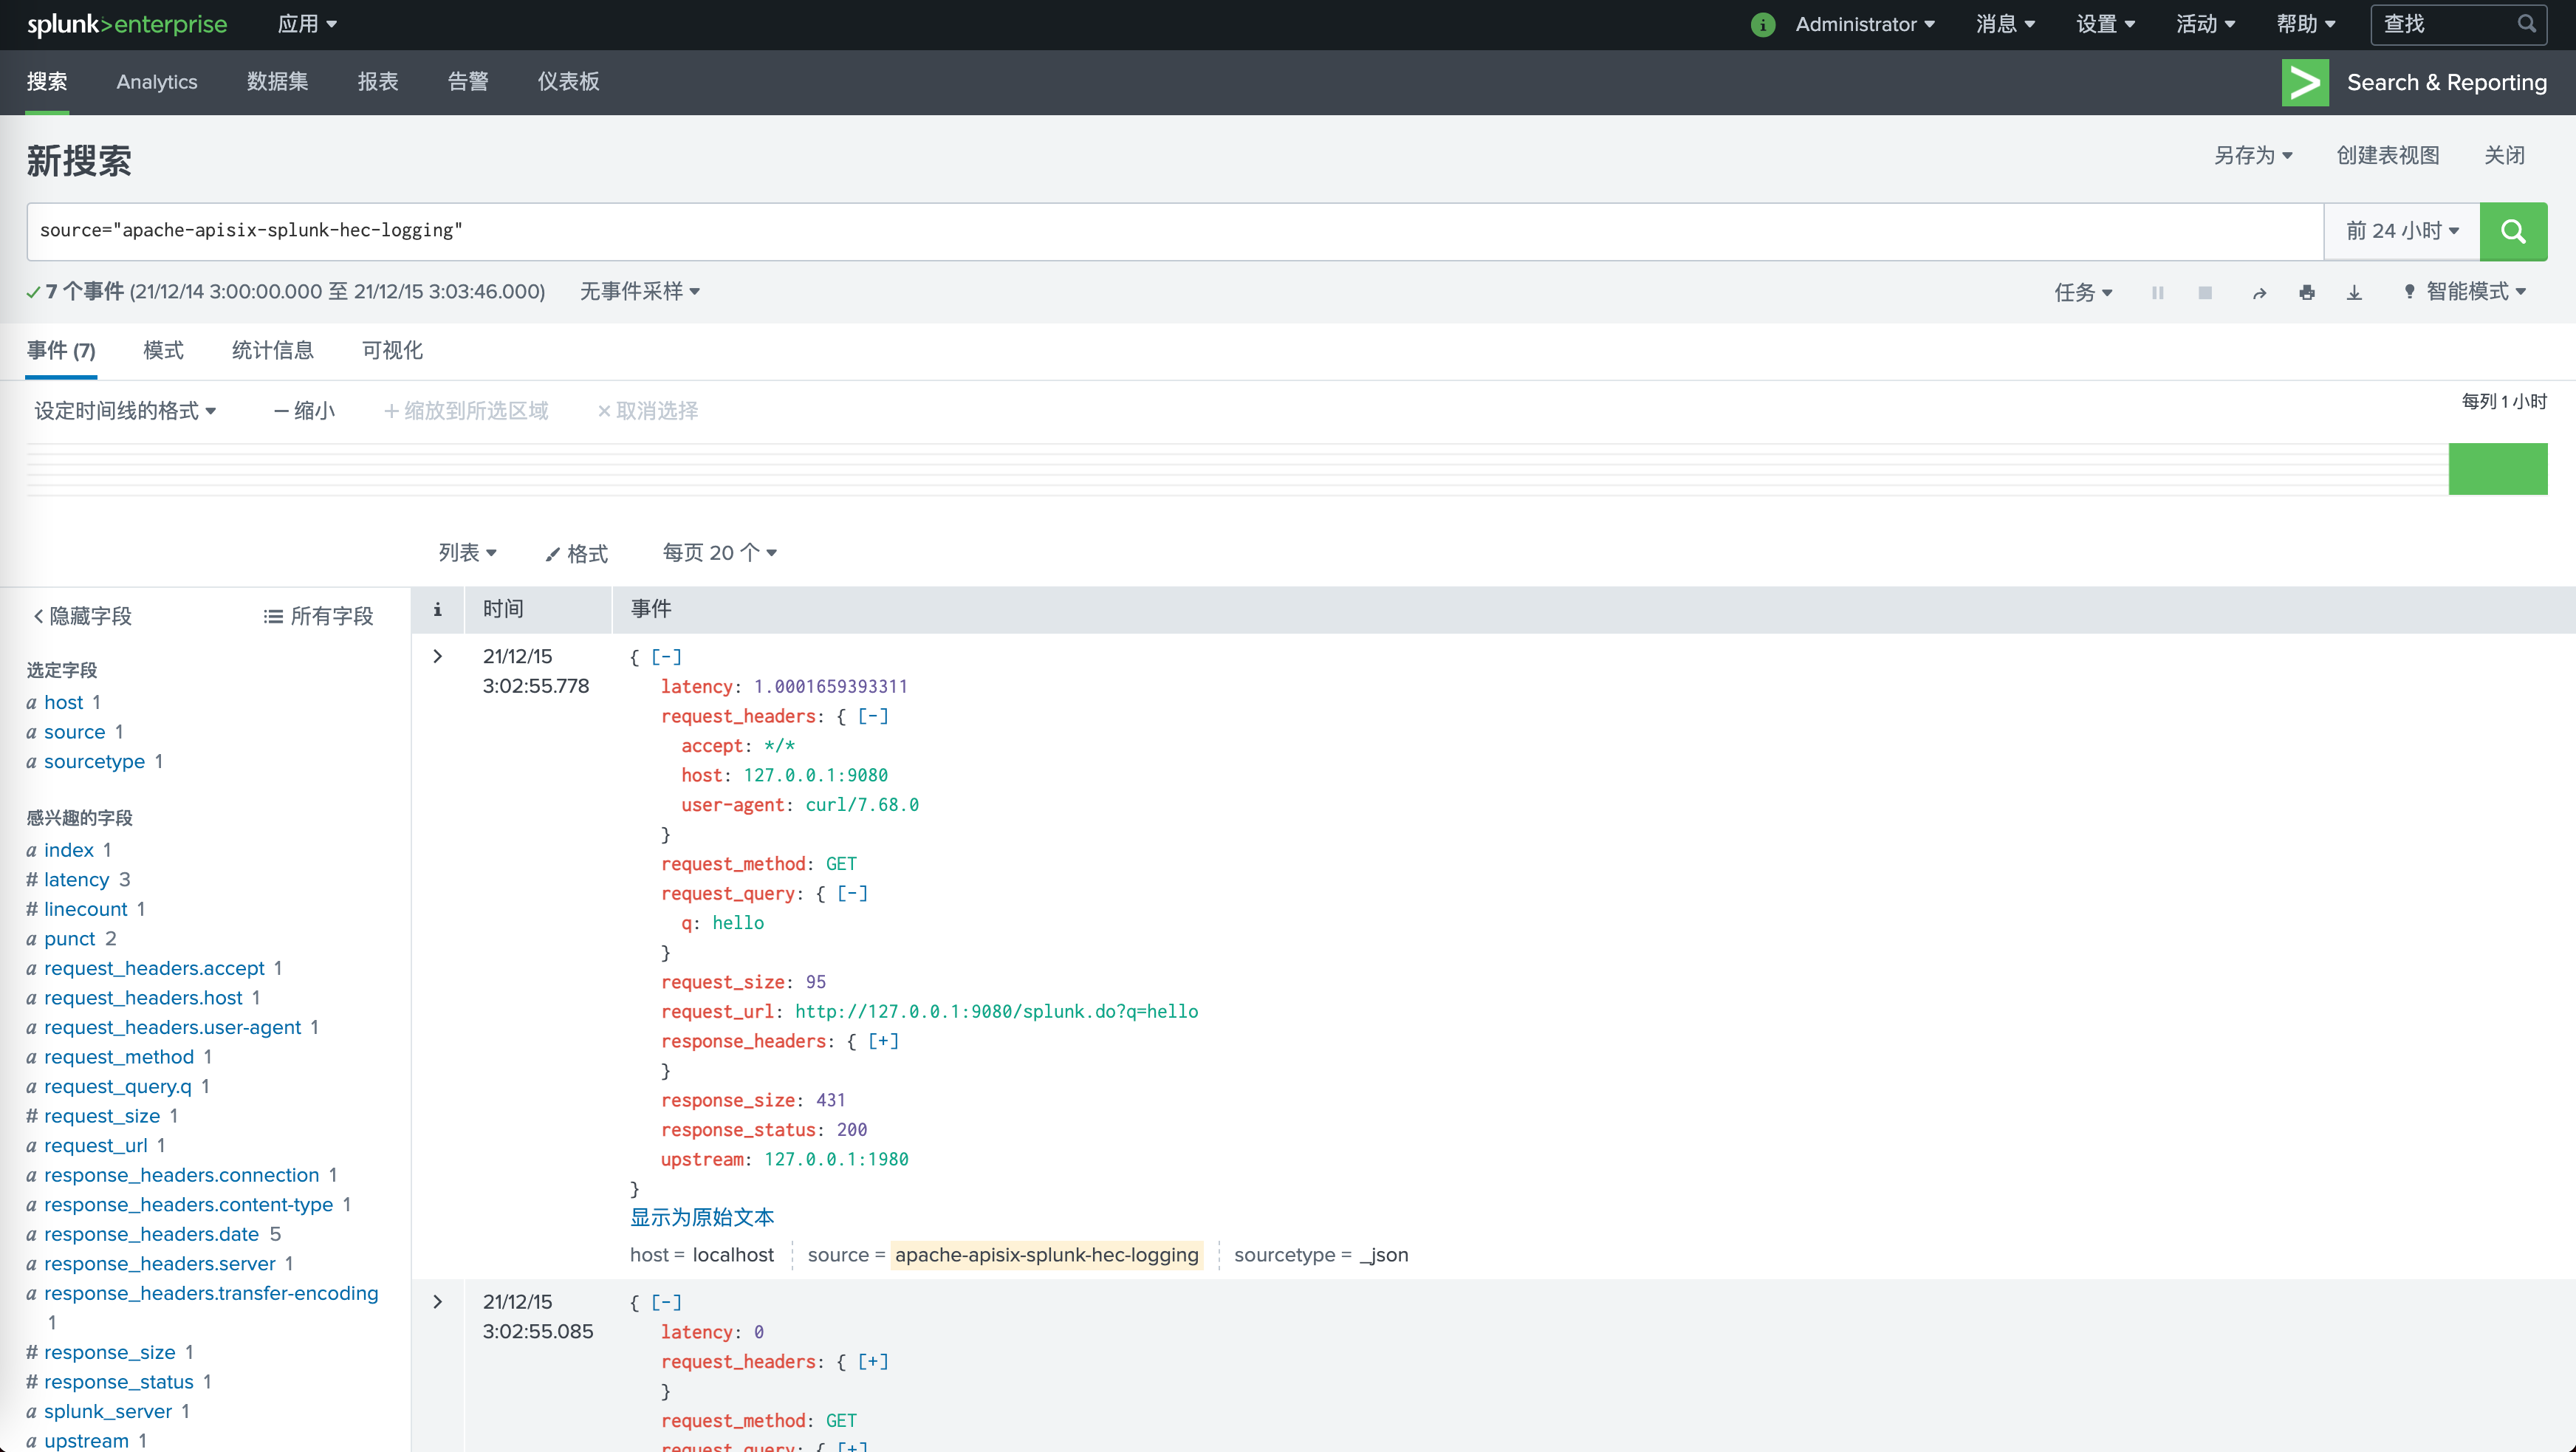 splunk>enterprise 应用 Administrator 消息 设置 活动 帮助 查找
搜索 Analytics 数据集 报表 告警 仪表板 Search & Reporting
新搜索 另存为 创建表视图 关闭
source="apache-apisix-splunk-hec-logging" 前 24 小时
7 个事件 (21/12/14 3:00:00.000 至 21/12/15 3:03:46.000) 无事件采样 任务 智能模式
事件 (7) 模式 统计信息 可视化
设定时间线的格式 — 缩小 + 缩放到所选区域 × 取消选择 每列 1 小时
列表 格式 每页 20 个
隐藏字段 所有字段
选定字段
a host 1
a source 1
a sourcetype 1
感兴趣的字段
a index 1
# latency 3
# linecount 1
a punct 2
a request_headers.accept 1
a request_headers.host 1
a request_headers.user-agent 1
a request_method 1
a request_query.q 1
# request_size 1
a request_url 1
a response_headers.connection 1
a response_headers.content-type 1
a response_headers.date 5
a response_headers.server 1
a response_headers.transfer-encoding
1
# response_size 1
# response_status 1
a splunk_server 1
a upstream 1
i 时间 事件
21/12/15 { [-]
3:02:55.778 latency: 1.0001659393311
request_headers: { [-]
accept: */*
host: 127.0.0.1:9080
user-agent: curl/7.68.0
}
request_method: GET
request_query: { [-]
q: hello
}
request_size: 95
request_url: http://127.0.0.1:9080/splunk.do?q=hello
response_headers: { [+]
}
response_size: 431
response_status: 200
upstream: 127.0.0.1:1980
}
显示为原始文本
host = localhost source = apache-apisix-splunk-hec-logging sourcetype = _json
21/12/15 { [-]
3:02:55.085 latency: 0
request_headers: { [+]
}
request_method: GET
request_query: { [+]